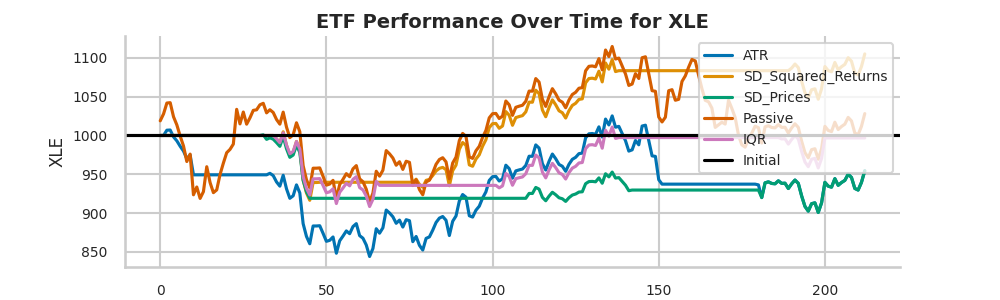 ETF Performance Over Time for XLE
XLE
1100
1050
1000
950
900
850
0
50
100
150
200
ATR
SD_Squared_Returns
SD_Prices
Passive
IQR
Initial